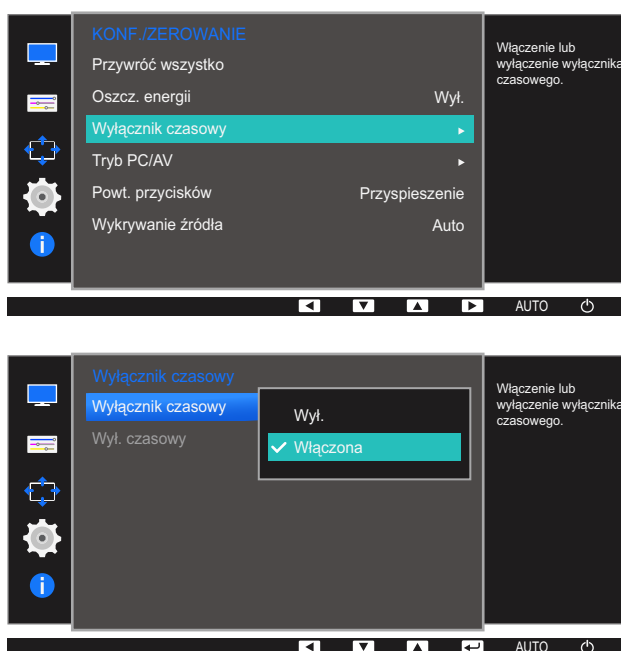 KONF./ZEROWANIE
Przywróć wszystko
Oszcz. energii Wył.
Wyłącznik czasowy
Tryb PC/AV
Powt. przycisków Przyspieszenie
Wykrywanie źródła Auto
Włączenie lub
wyłączenie wyłącznika
czasowego.
AUTO
Wyłącznik czasowy
Wyłącznik czasowy
Wył. czasowy
Wył.
Włączona
Włączenie lub
wyłączenie wyłącznika
czasowego.
AUTO